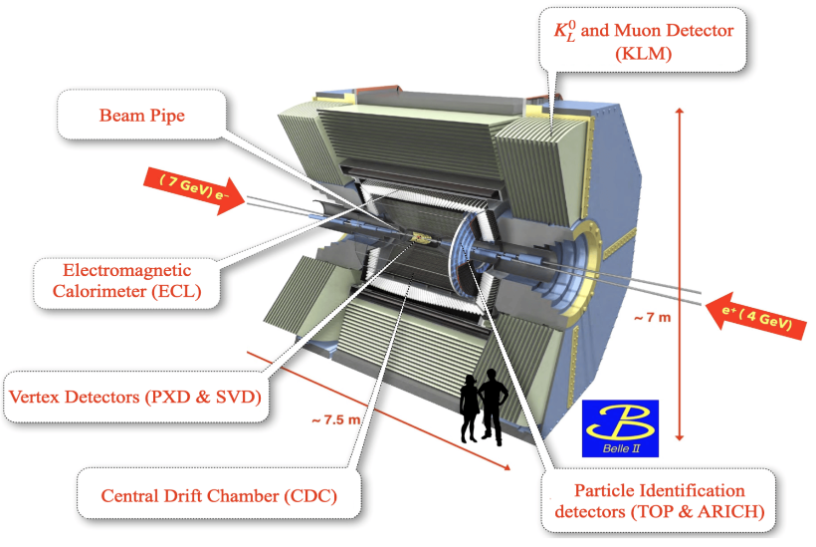 K_L^0 and Muon Detector
(KLM)
Beam Pipe
( 7 GeV) e⁻
Electromagnetic
Calorimeter (ECL)
e⁺ ( 4 GeV)
~ 7 m
Vertex Detectors (PXD & SVD)
~ 7.5 m
B
Belle II
Central Drift Chamber (CDC)
Particle Identification
detectors (TOP & ARICH)